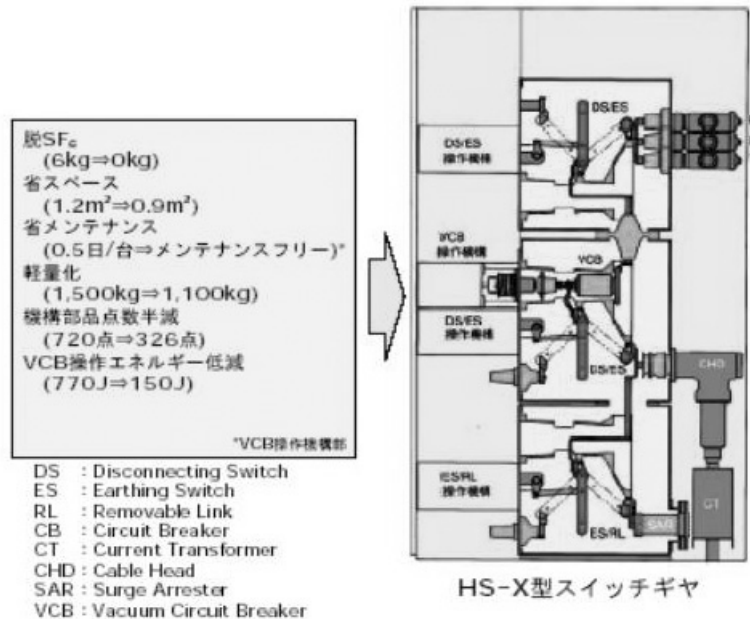 脱SF₆
(6kg⇒0kg)
省スペース
(1.2m²⇒0.9m²)
省メンテナンス
(0.5日/台⇒メンテナンスフリー)*
軽量化
(1,500kg⇒1,100kg)
機構部品点数半減
(720点⇒326点)
VCB操作エネルギー低減
(770J⇒150J)
*VCB操作機構部
DS : Disconnecting Switch
ES : Earthing Switch
RL : Removable Link
CB : Circuit Breaker
CT : Current Transformer
CHD : Cable Head
SAR : Surge Arrester
VCB : Vacuum Circuit Breaker
DS/ES
DS/ES
操作機構
VCB
操作機構
VCB
DS/ES
操作機構
DS/ES
CHD
ES/RL
操作機構
ES/RL
SAR
CT
HS-X型スイッチギヤ